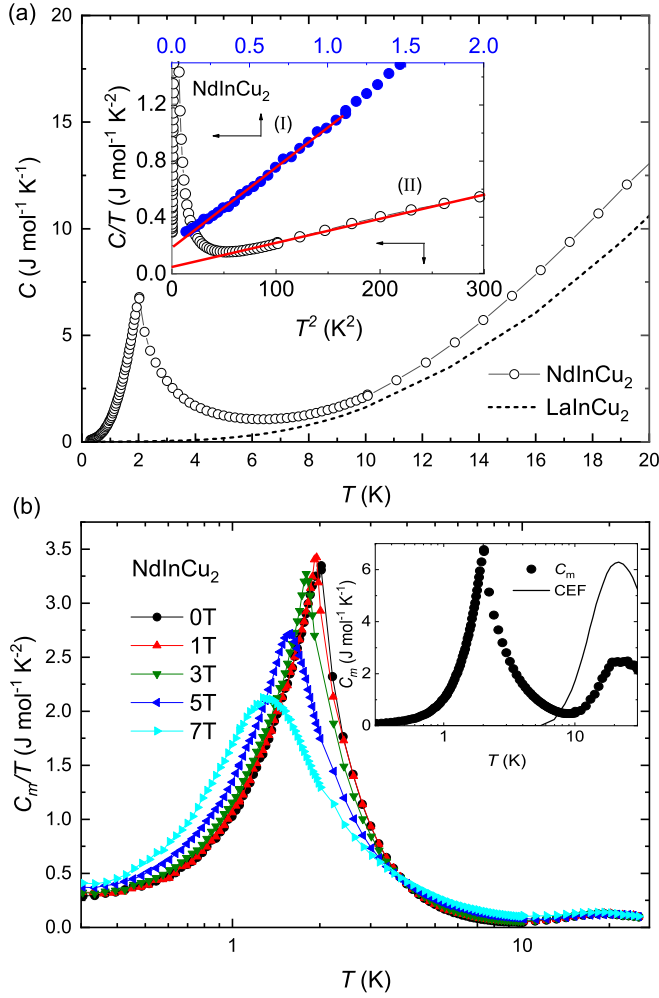 (a)
20
15
10
5
0
C (J mol⁻¹ K⁻¹)
0 2 4 6 8 10 12 14 16 18 20
T (K)
NdInCu₂
LaInCu₂
0.0 0.5 1.0 1.5 2.0
NdInCu₂
(I)
(II)
1.2
0.8
0.4
0.0
C/T (J mol⁻¹ K⁻²)
0 100 200 300
T² (K²)
(b)
3.5
3.0
2.5
2.0
1.5
1.0
0.5
0.0
Cₘ/T (J mol⁻¹ K⁻²)
1 10
T (K)
NdInCu₂
0T
1T
3T
5T
7T
6
4
2
0
Cₘ (J mol⁻¹ K⁻¹)
Cₘ
CEF
1 10
T (K)